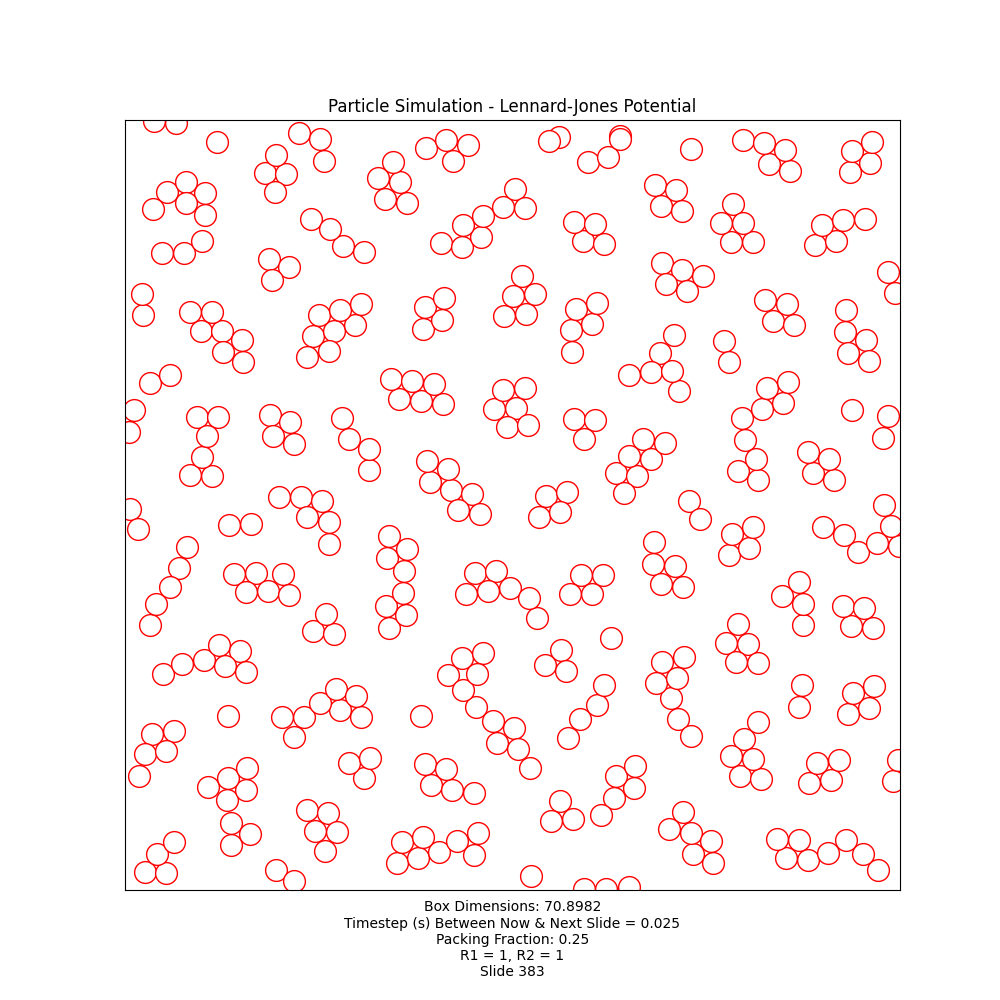 Particle Simulation - Lennard-Jones Potential
Box Dimensions: 70.8982
Timestep (s) Between Now & Next Slide = 0.025
Packing Fraction: 0.25
R1 = 1, R2 = 1
Slide 383